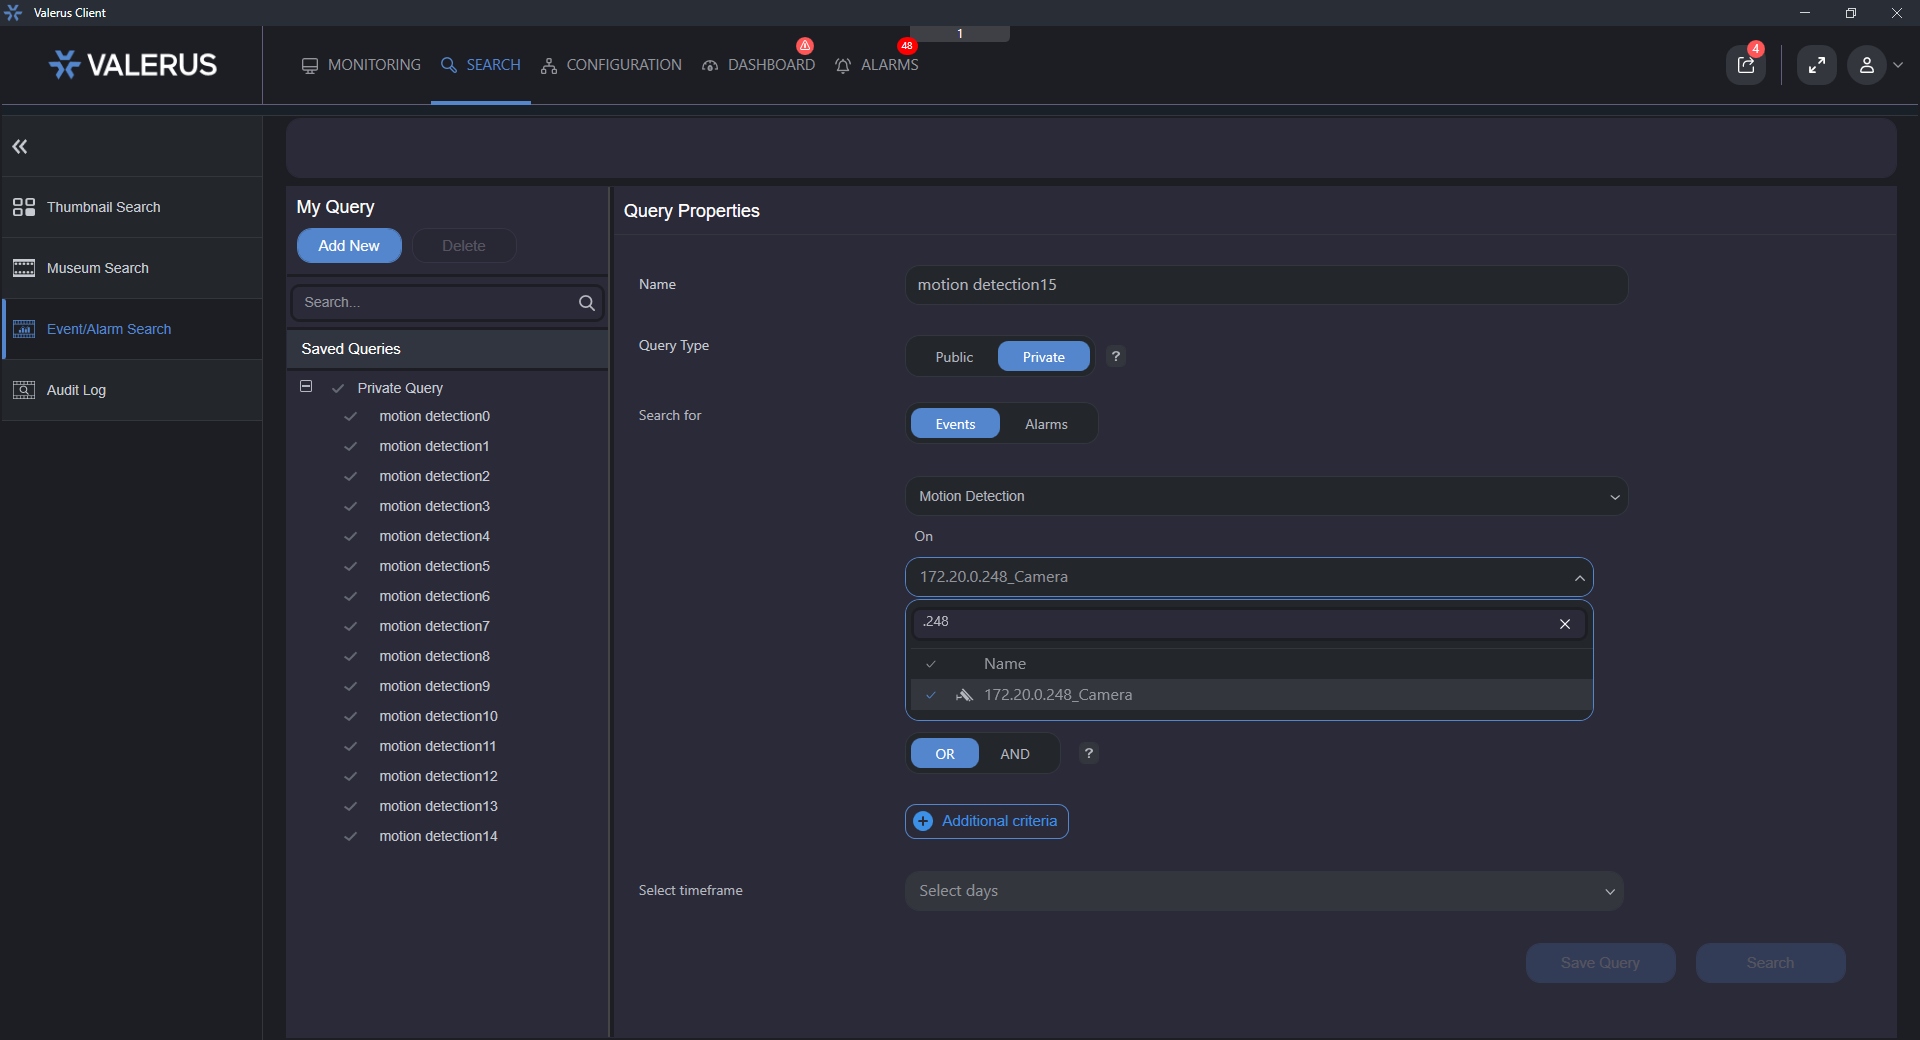 Valerus Client
1
VALERUS
MONITORING
SEARCH
CONFIGURATION
DASHBOARD
48
ALARMS
4
Thumbnail Search
Museum Search
Event/Alarm Search
Audit Log
My Query
Add New
Delete
Search...
Saved Queries
Private Query
motion detection0
motion detection1
motion detection2
motion detection3
motion detection4
motion detection5
motion detection6
motion detection7
motion detection8
motion detection9
motion detection10
motion detection11
motion detection12
motion detection13
motion detection14
Query Properties
Name
motion detection15
Query Type
Public
Private
?
Search for
Events
Alarms
Motion Detection
On
172.20.0.248_Camera
.248
Name
172.20.0.248_Camera
OR
AND
?
Additional criteria
Select timeframe
Select days
Save Query
Search